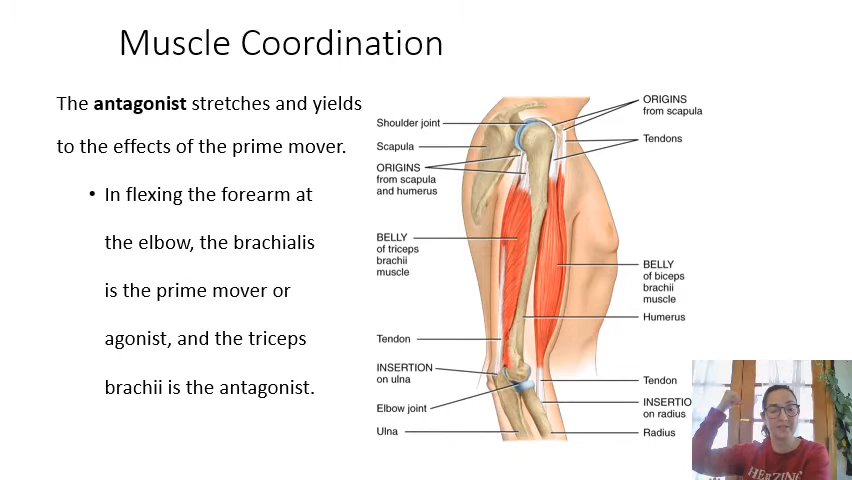 Muscle Coordination
The antagonist stretches and yields
to the effects of the prime mover.
• In flexing the forearm at
the elbow, the brachialis
is the prime mover or
agonist, and the triceps
brachii is the antagonist.
Shoulder joint
Scapula
ORIGINS
from scapula
and humerus
BELLY
of triceps
brachii
muscle
Tendon
INSERTION
on ulna
Elbow joint
Ulna
ORIGINS
from scapula
Tendons
BELLY
of biceps
brachii
muscle
Humerus
Tendon
INSERTIO
on radius
Radius
HERZING